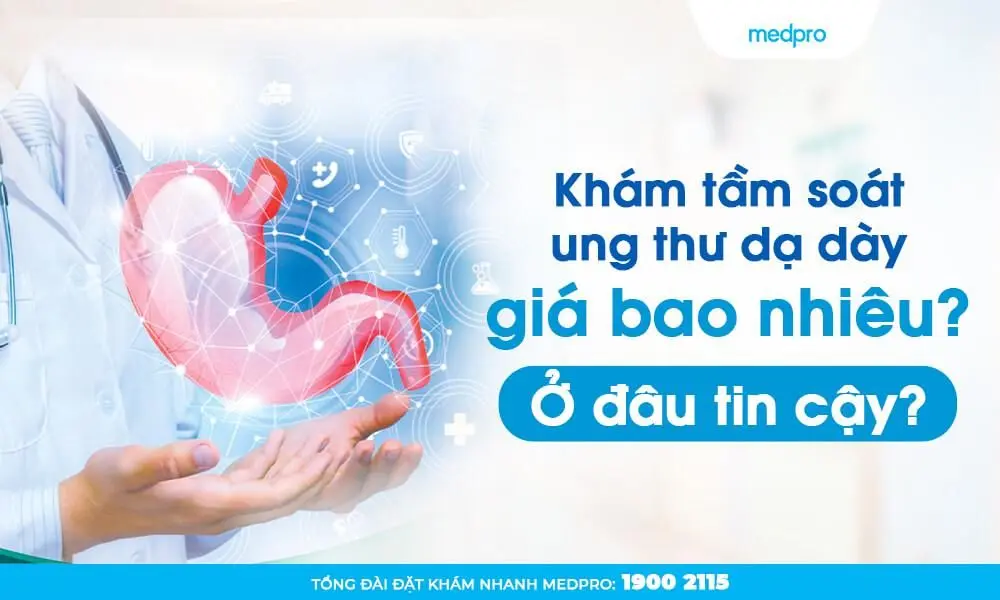 medpro
Khám tầm soát
ung thư dạ dày
giá bao nhiêu?
Ở đâu tin cậy?
TỔNG ĐÀI ĐẶT KHÁM NHANH MEDPRO: 1900 2115